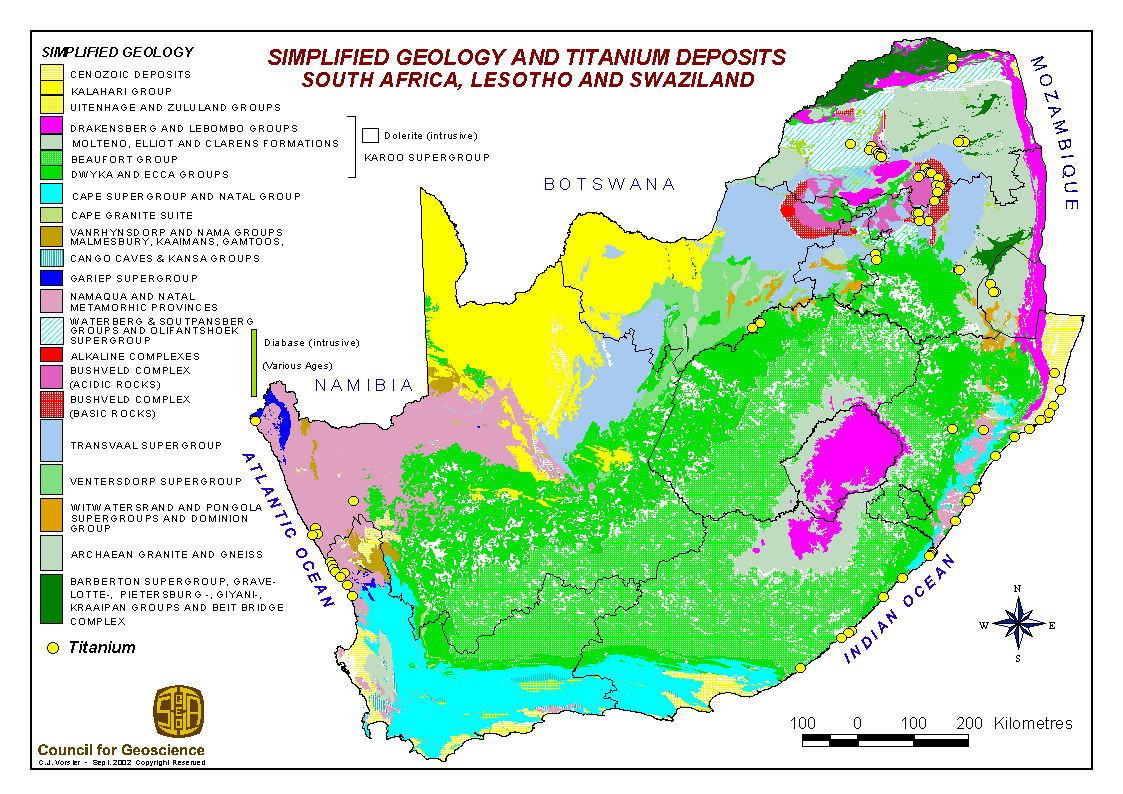 SIMPLIFIED GEOLOGY AND TITANIUM DEPOSITS
SOUTH AFRICA, LESOTHO AND SWAZILAND
SIMPLIFIED GEOLOGY
CENOZOIC DEPOSITS
KALAHARI GROUP
UITENHAGE AND ZULULAND GROUPS
DRAKENSBERG AND LEBOMBO GROUPS
MOLTENO, ELLIOT AND CLARENS FORMATIONS
BEAUFORT GROUP
DWYKA AND ECCA GROUPS
Dolerite (intrusive)
KAROO SUPERGROUP
CAPE SUPERGROUP AND NATAL GROUP
CAPE GRANITE SUITE
VANRHYNSDORP AND NAMA GROUPS
MALMESBURY, KAAIMANS, GAMTOOS,
CANGO CAVES & KANSA GROUPS
GARIEP SUPERGROUP
NAMAQUA AND NATAL
METAMORHIC PROVINCES
WATERBERG & SOUTPANSBERG
GROUPS AND OLIFANTSHOEK
SUPERGROUP
Diabase (intrusive)
(Various Ages)
ALKALINE COMPLEXES
BUSHVELD COMPLEX
(ACIDIC ROCKS)
BUSHVELD COMPLEX
(BASIC ROCKS)
TRANSVAAL SUPERGROUP
VENTERSDORP SUPERGROUP
WITWATERSRAND AND PONGOLA
SUPERGROUPS AND DOMINION
GROUP
ARCHAEAN GRANITE AND GNEISS
BARBERTON SUPERGROUP, GRAVE-
LOTTE-, PIETERSBURG -, GIYANI-,
KRAAIPAN GROUPS AND BEIT BRIDGE
COMPLEX
Titanium
BOTSWANA
NAMIBIA
MOZAMBIQUE
ATLANTIC OCEAN
INDIAN OCEAN
N
W
E
S
100 0 100 200 Kilometres
Council for Geoscience
C.J. Vorster - Sept. 2002 Copyright Reserved